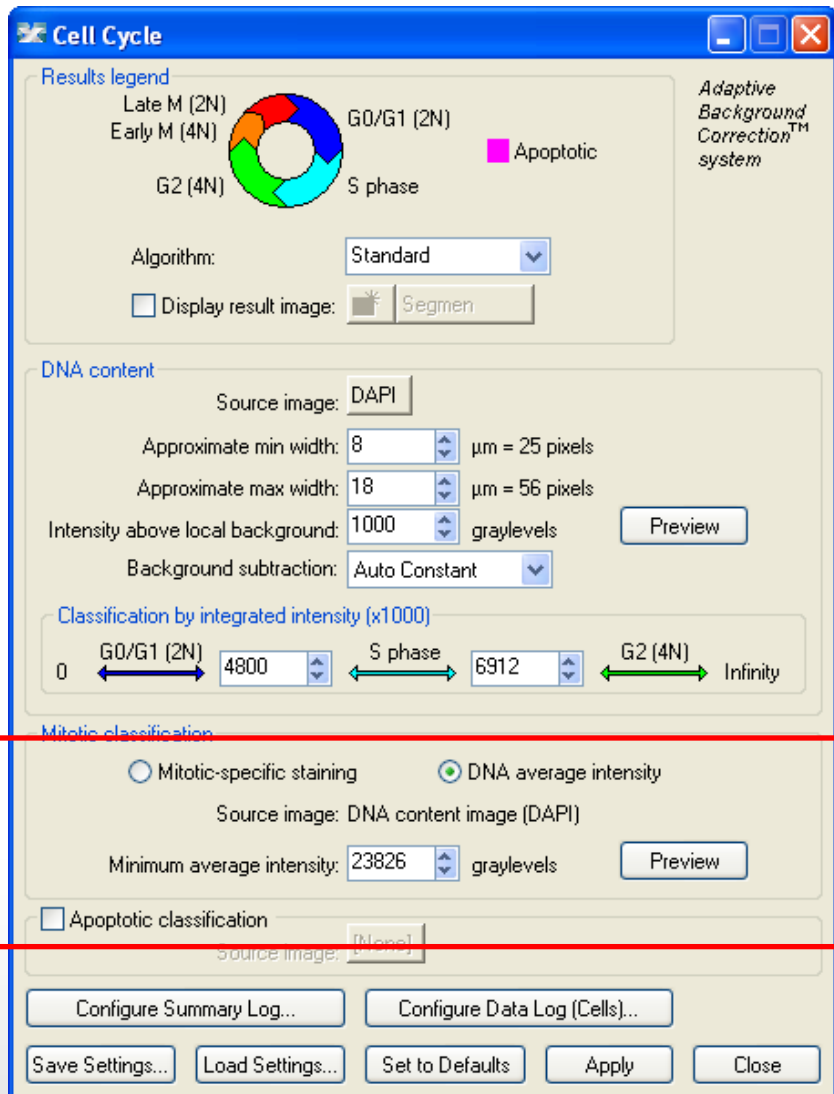 Cell Cycle
Results legend
Late M (2N)
Early M (4N)
G0/G1 (2N)
Apoptotic
G2 (4N)
S phase
Adaptive
Background
Correction™
system
Algorithm: Standard
Display result image: Segmen
DNA content
Source image: DAPI
Approximate min width: 8 µm = 25 pixels
Approximate max width: 18 µm = 56 pixels
Intensity above local background: 1000 graylevels Preview
Background subtraction: Auto Constant
Classification by integrated intensity (x1000)
0 G0/G1 (2N) 4800 S phase 6912 G2 (4N) Infinity
Mitotic classification
Mitotic-specific staining DNA average intensity
Source image: DNA content image (DAPI)
Minimum average intensity: 23826 graylevels Preview
Apoptotic classification
Source image: [None]
Configure Summary Log... Configure Data Log (Cells)...
Save Settings... Load Settings... Set to Defaults Apply Close